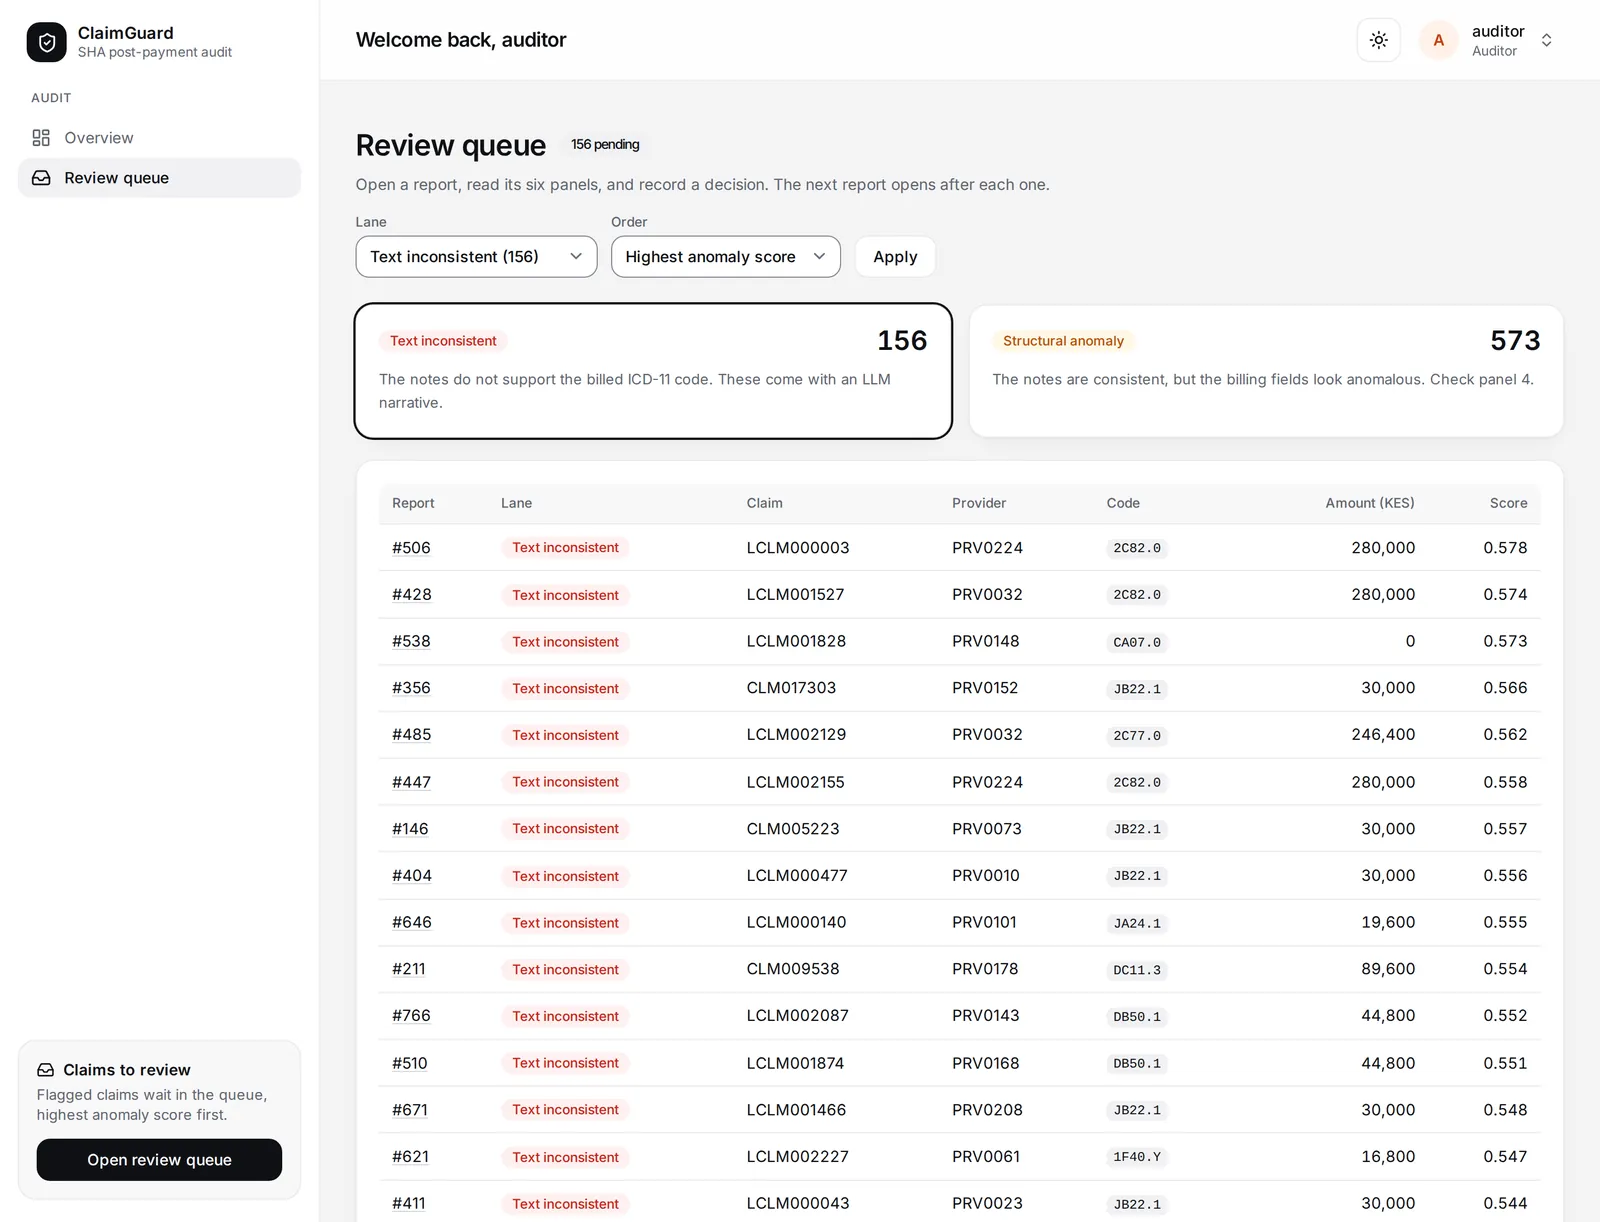 ClaimGuard
SHA post-payment audit
AUDIT
Overview
Review queue
Claims to review
Flagged claims wait in the queue,
highest anomaly score first.
Open review queue
Welcome back, auditor
A
auditor
Auditor
Review queue 156 pending
Open a report, read its six panels, and record a decision. The next report opens after each one.
Lane Order
Text inconsistent (156) Highest anomaly score Apply
Text inconsistent 156
The notes do not support the billed ICD-11 code. These come with an LLM
narrative.
Structural anomaly 573
The notes are consistent, but the billing fields look anomalous. Check panel 4.
Report Lane Claim Provider Code Amount (KES) Score
#506 Text inconsistent LCLM000003 PRV0224 2C82.0 280,000 0.578
#428 Text inconsistent LCLM001527 PRV0032 2C82.0 280,000 0.574
#538 Text inconsistent LCLM001828 PRV0148 CA07.0 0 0.573
#356 Text inconsistent CLM017303 PRV0152 JB22.1 30,000 0.566
#485 Text inconsistent LCLM002129 PRV0032 2C77.0 246,400 0.562
#447 Text inconsistent LCLM002155 PRV0224 2C82.0 280,000 0.558
#146 Text inconsistent CLM005223 PRV0073 JB22.1 30,000 0.557
#404 Text inconsistent LCLM000477 PRV0010 JB22.1 30,000 0.556
#646 Text inconsistent LCLM000140 PRV0101 JA24.1 19,600 0.555
#211 Text inconsistent CLM009538 PRV0178 DC11.3 89,600 0.554
#766 Text inconsistent LCLM002087 PRV0143 DB50.1 44,800 0.552
#510 Text inconsistent LCLM001874 PRV0168 DB50.1 44,800 0.551
#671 Text inconsistent LCLM001466 PRV0208 JB22.1 30,000 0.548
#621 Text inconsistent LCLM002227 PRV0061 1F40.Y 16,800 0.547
#411 Text inconsistent LCLM000043 PRV0023 JB22.1 30,000 0.544